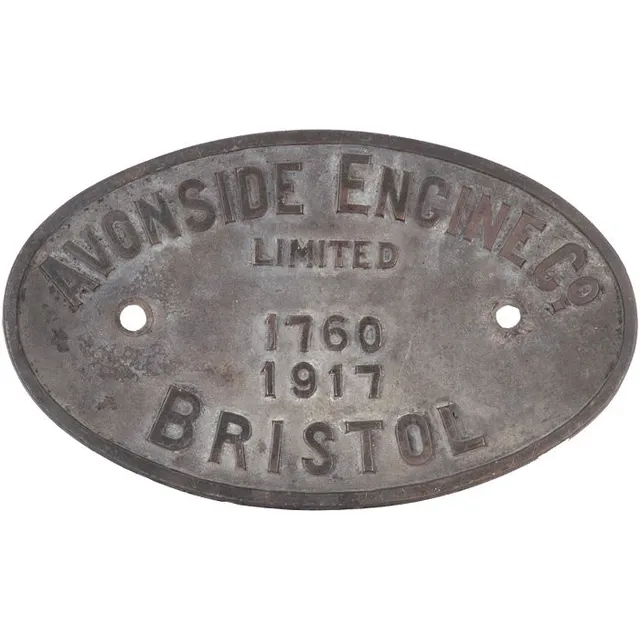 AVONSIDE ENGINE Co.
LIMITED
1760
1917
BRISTOL